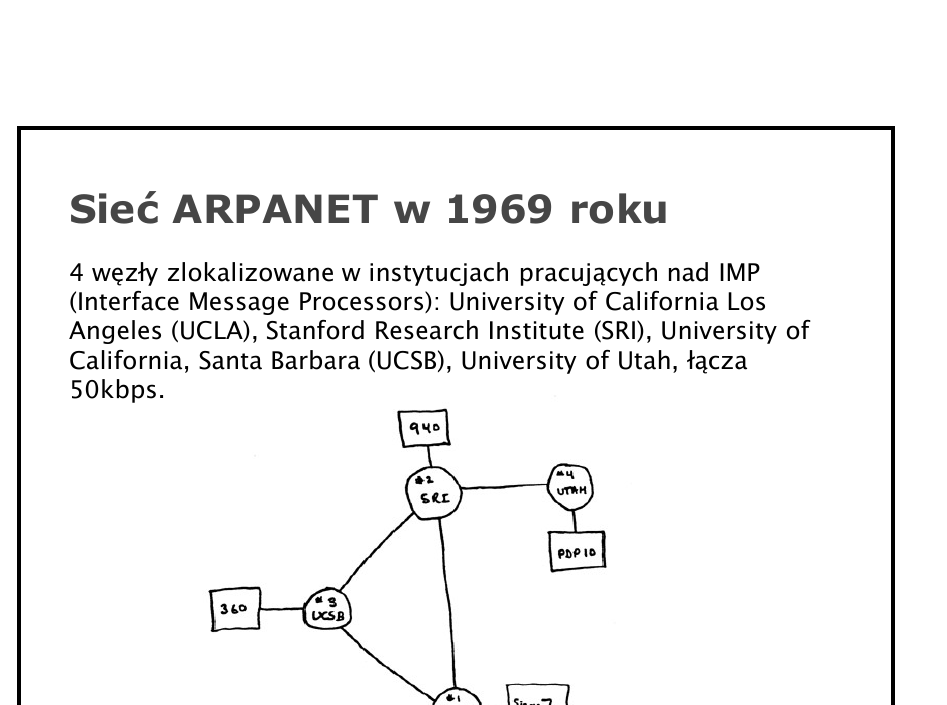 Sieć ARPANET w 1969 roku
4 węzły zlokalizowane w instytucjach pracujących nad IMP
(Interface Message Processors): University of California Los
Angeles (UCLA), Stanford Research Institute (SRI), University of
California, Santa Barbara (UCSB), University of Utah, łącza
50kbps.
940
#2
SRI
#4
UTAH
PDP 10
360
#3
UCSB
#1